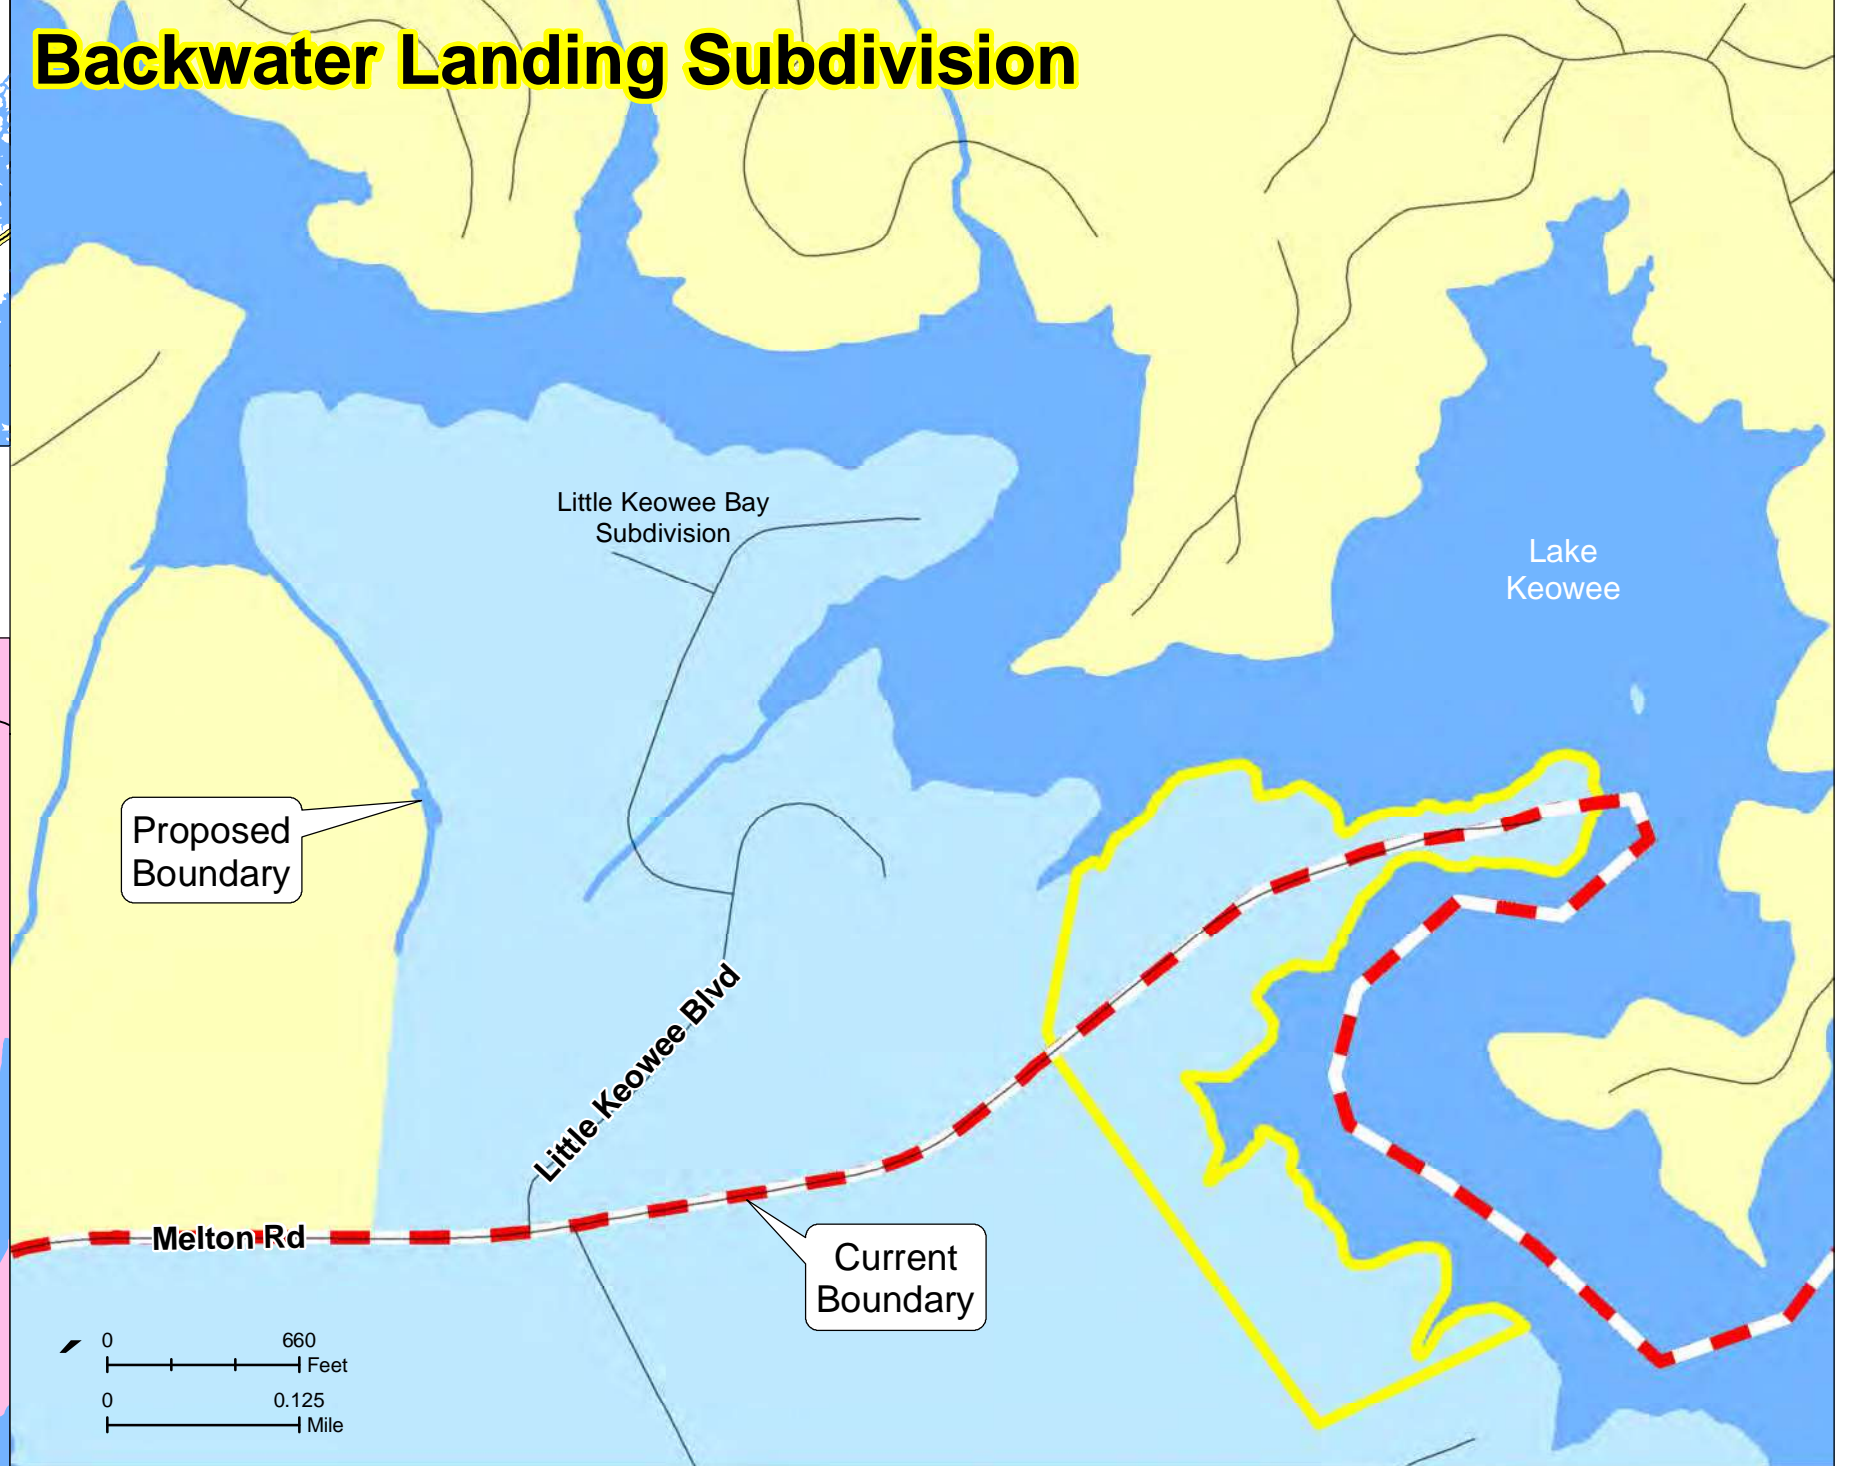 Backwater Landing Subdivision
Little Keowee Bay
Subdivision
Lake
Keowee
Proposed
Boundary
Little Keowee Blvd
Melton Rd
Current
Boundary
0 660
Feet
0 0.125
Mile